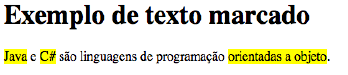 Exemplo de texto marcado
Java e C# são linguagens de programação orientadas a objeto.